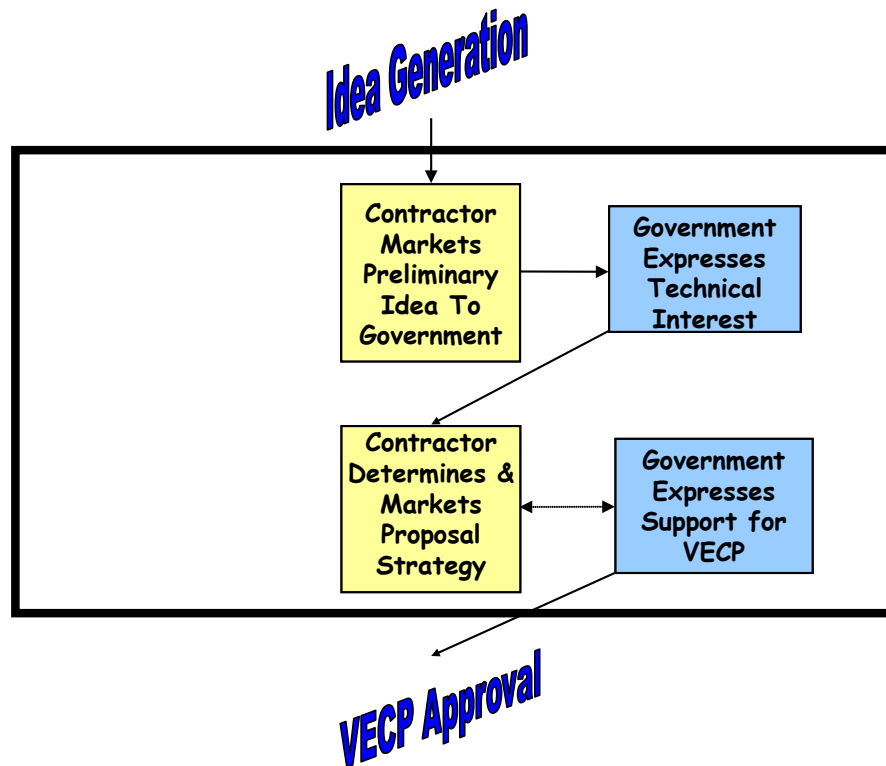 Idea Generation
Contractor
Markets
Preliminary
Idea To
Government
Government
Expresses
Technical
Interest
Contractor
Determines &
Markets
Proposal
Strategy
Government
Expresses
Support for
VECP
VECP Approval